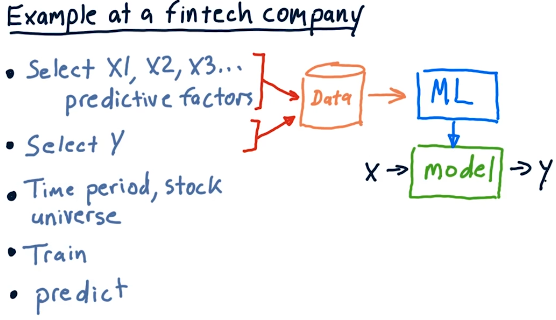 Example at a fintech company
• Select X1, X2, X3...
predictive factors
• Select Y
• Time period, stock
universe
• Train
• predict
Data
ML
X → model → Y